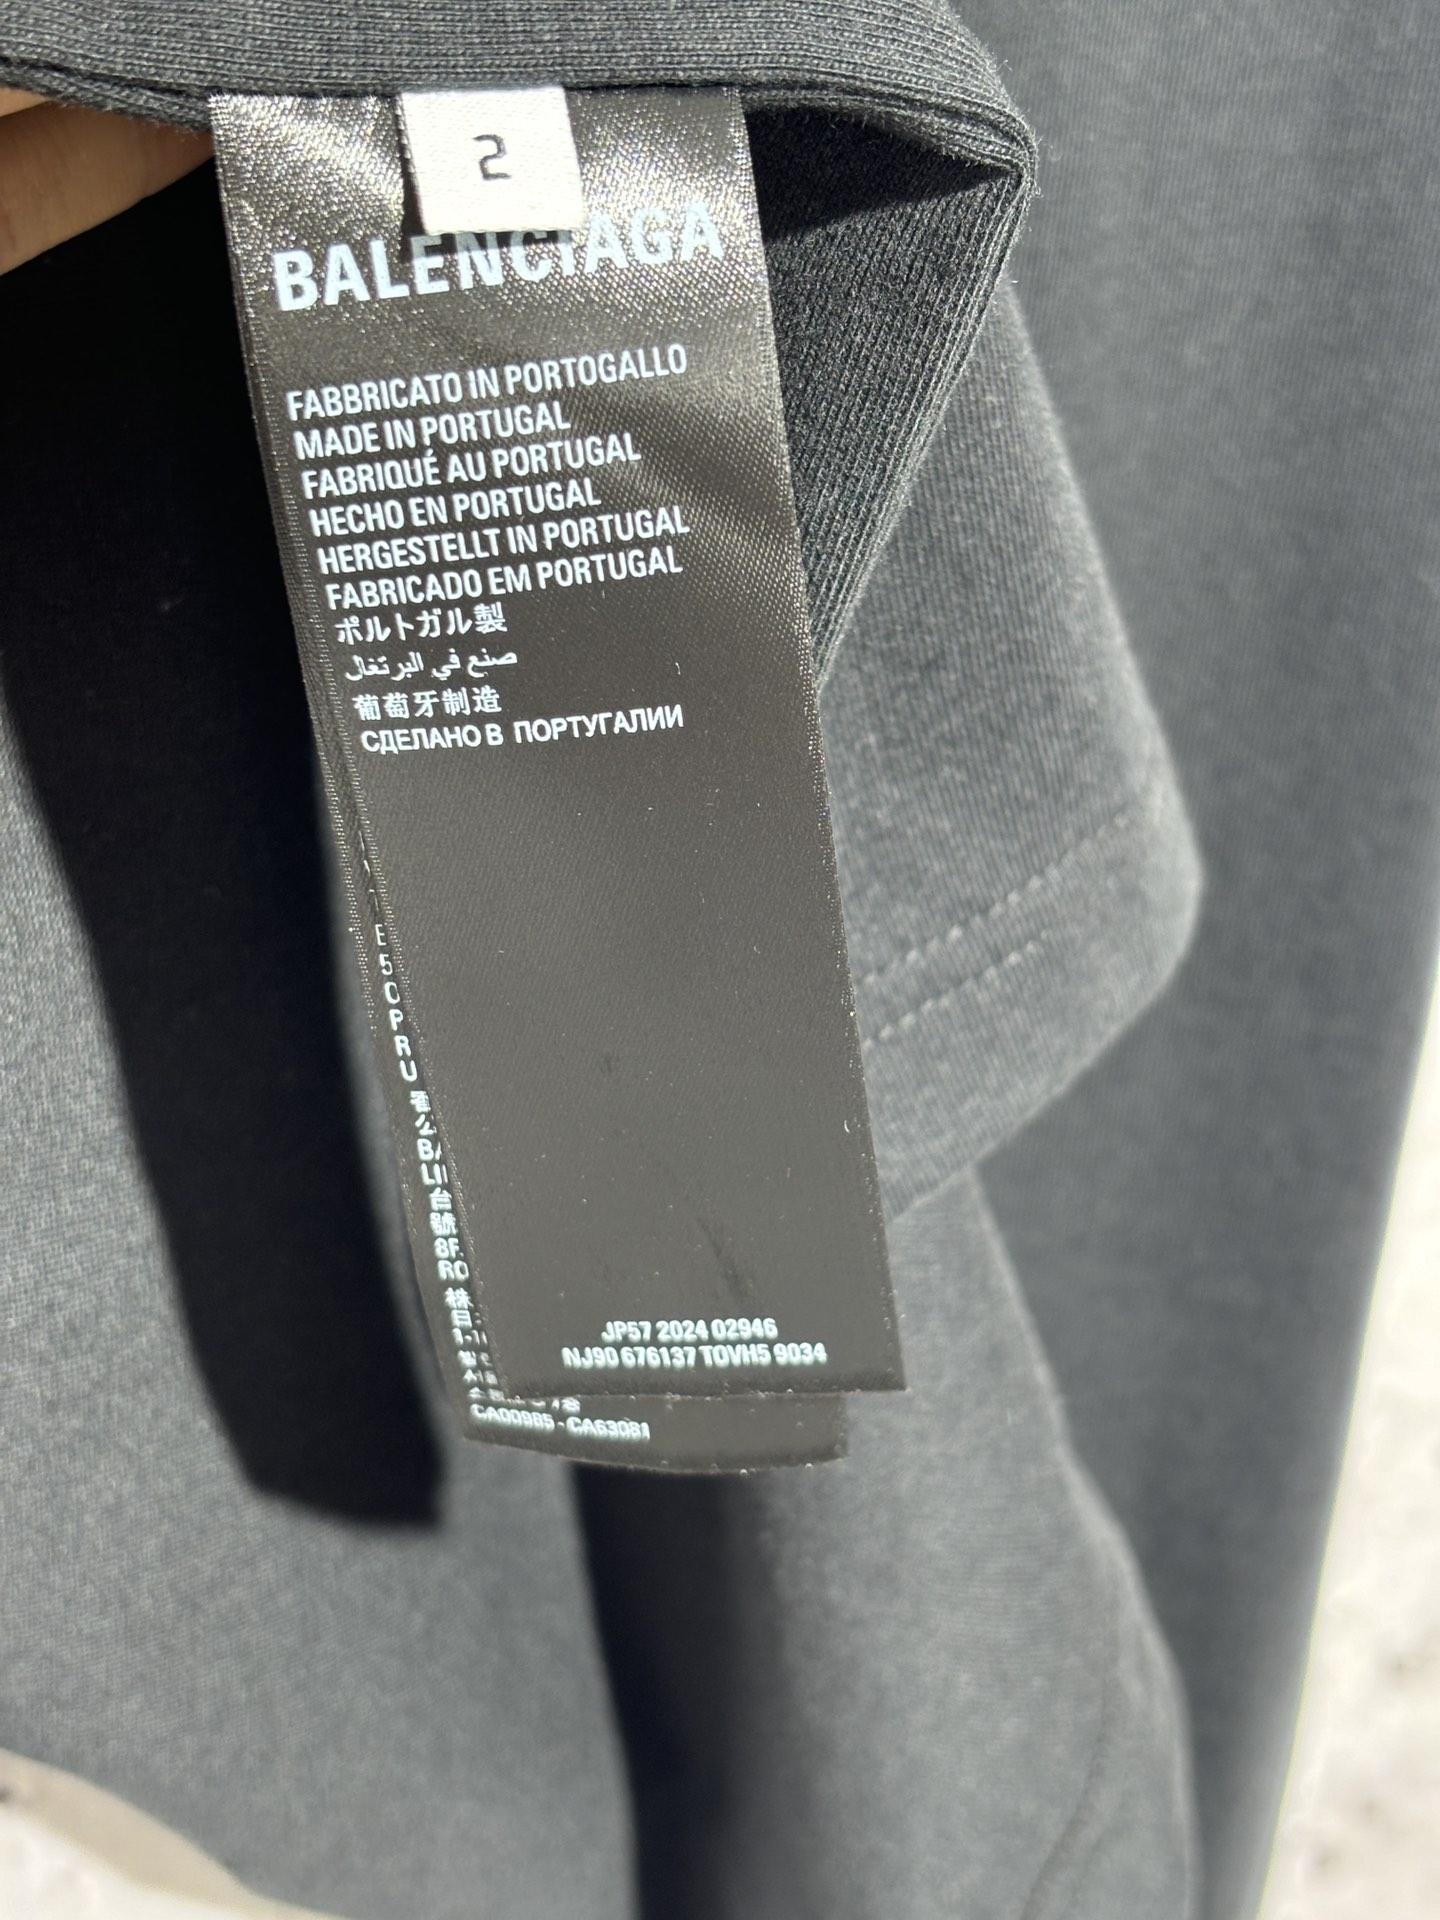 2
BALENCIAGA
FABBRICATO IN PORTOGALLO
MADE IN PORTUGAL
FABRIQUÉ AU PORTUGAL
HECHO EN PORTUGAL
HERGESTELLT IN PORTUGAL
FABRICADO EM PORTUGAL
ポルトガル製
صنع في البرتغال
葡萄牙制造
СДЕЛАНО В ПОРТУГАЛИИ
JP57 2024 02946
NJ90 676137 TOVH5 9034
CA00985 - CA63081